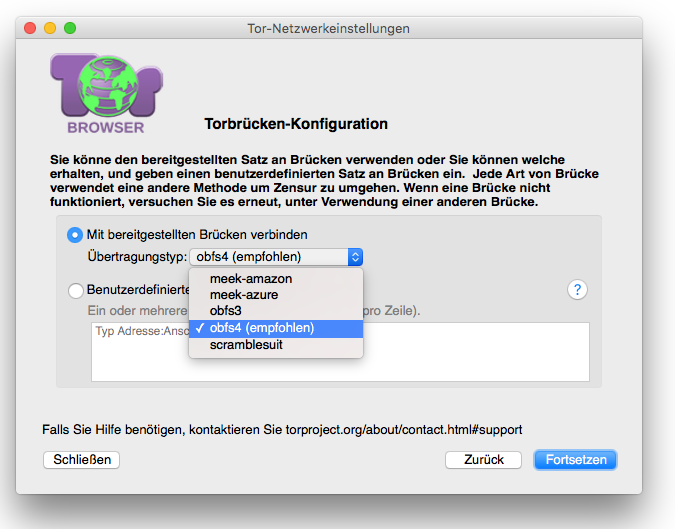 Tor-Netzwerkeinstellungen
Tor
BROWSER
Torbrücken-Konfiguration
Sie könne den bereitgestellten Satz an Brücken verwenden oder Sie können welche
erhalten, und geben einen benutzerdefinierten Satz an Brücken ein. Jede Art von Brücke
verwendet eine andere Methode um Zensur zu umgehen. Wenn eine Brücke nicht
funktioniert, versuchen Sie es erneut, unter Verwendung einer anderen Brücke.
Mit bereitgestellten Brücken verbinden
Übertragungstyp: obfs4 (empfohlen)
meek-amazon
meek-azure
obfs3
✓ obfs4 (empfohlen)
scramblesuit
Benutzerdefinierte
?
Ein oder mehrere pro Zeile).
Typ Adresse:Ansc
Falls Sie Hilfe benötigen, kontaktieren Sie torproject.org/about/contact.html#support
Schließen Zurück Fortsetzen